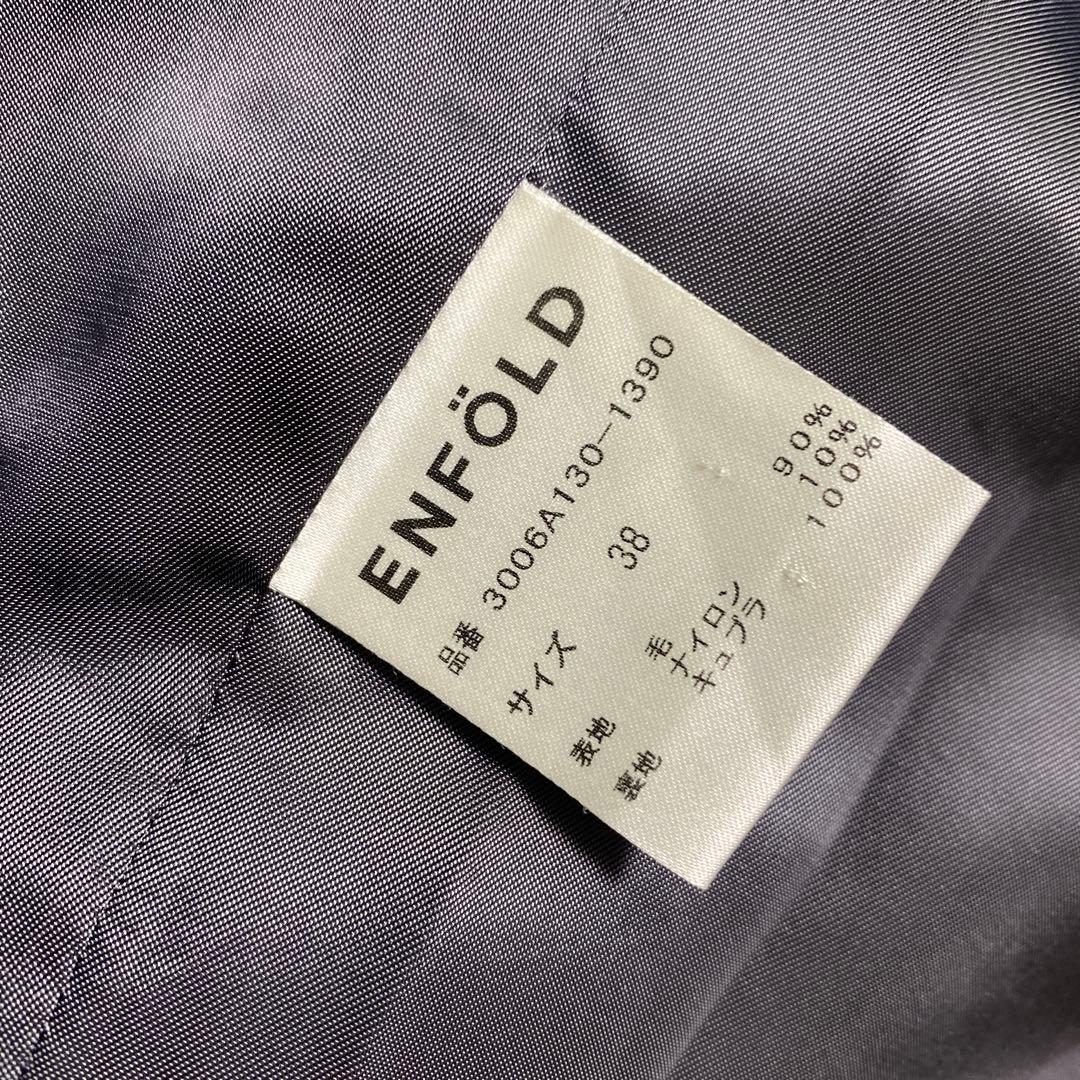 ENFÖLD
品番 3006A130-1390
サイズ 38
表地 毛 90%
ナイロン 10%
裏地 キュプラ 100%